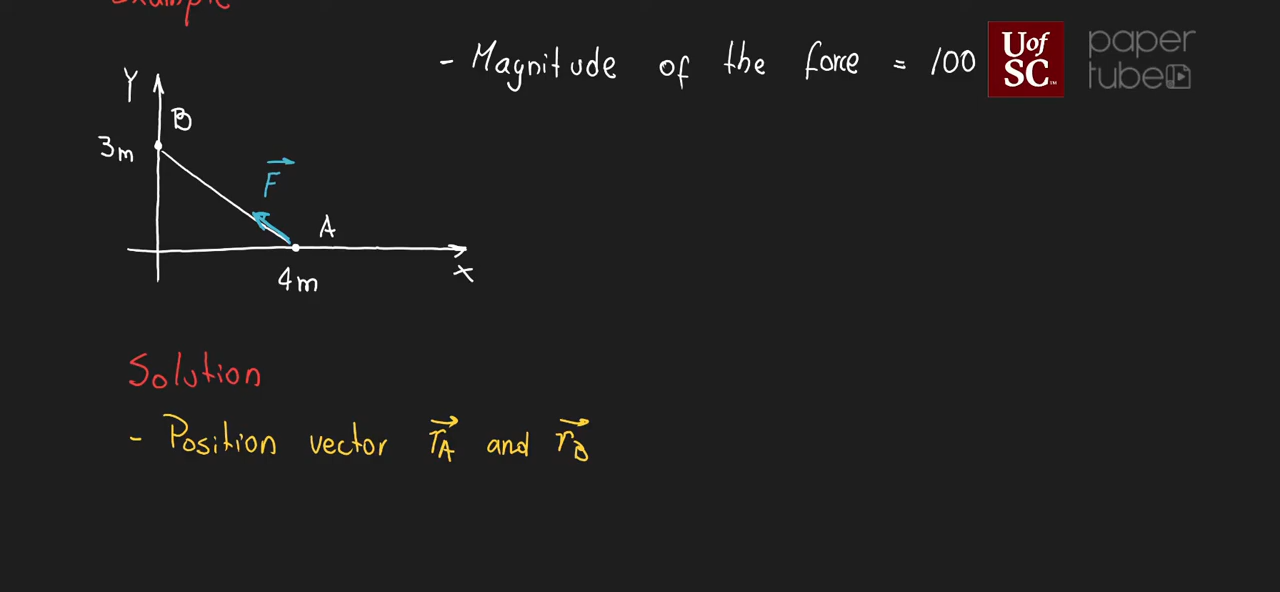 Example
- Magnitude of the force = 100
UofSC
paper tube
Y
B
3m
F
A
4m
X
Solution
- Position vector rA and rB